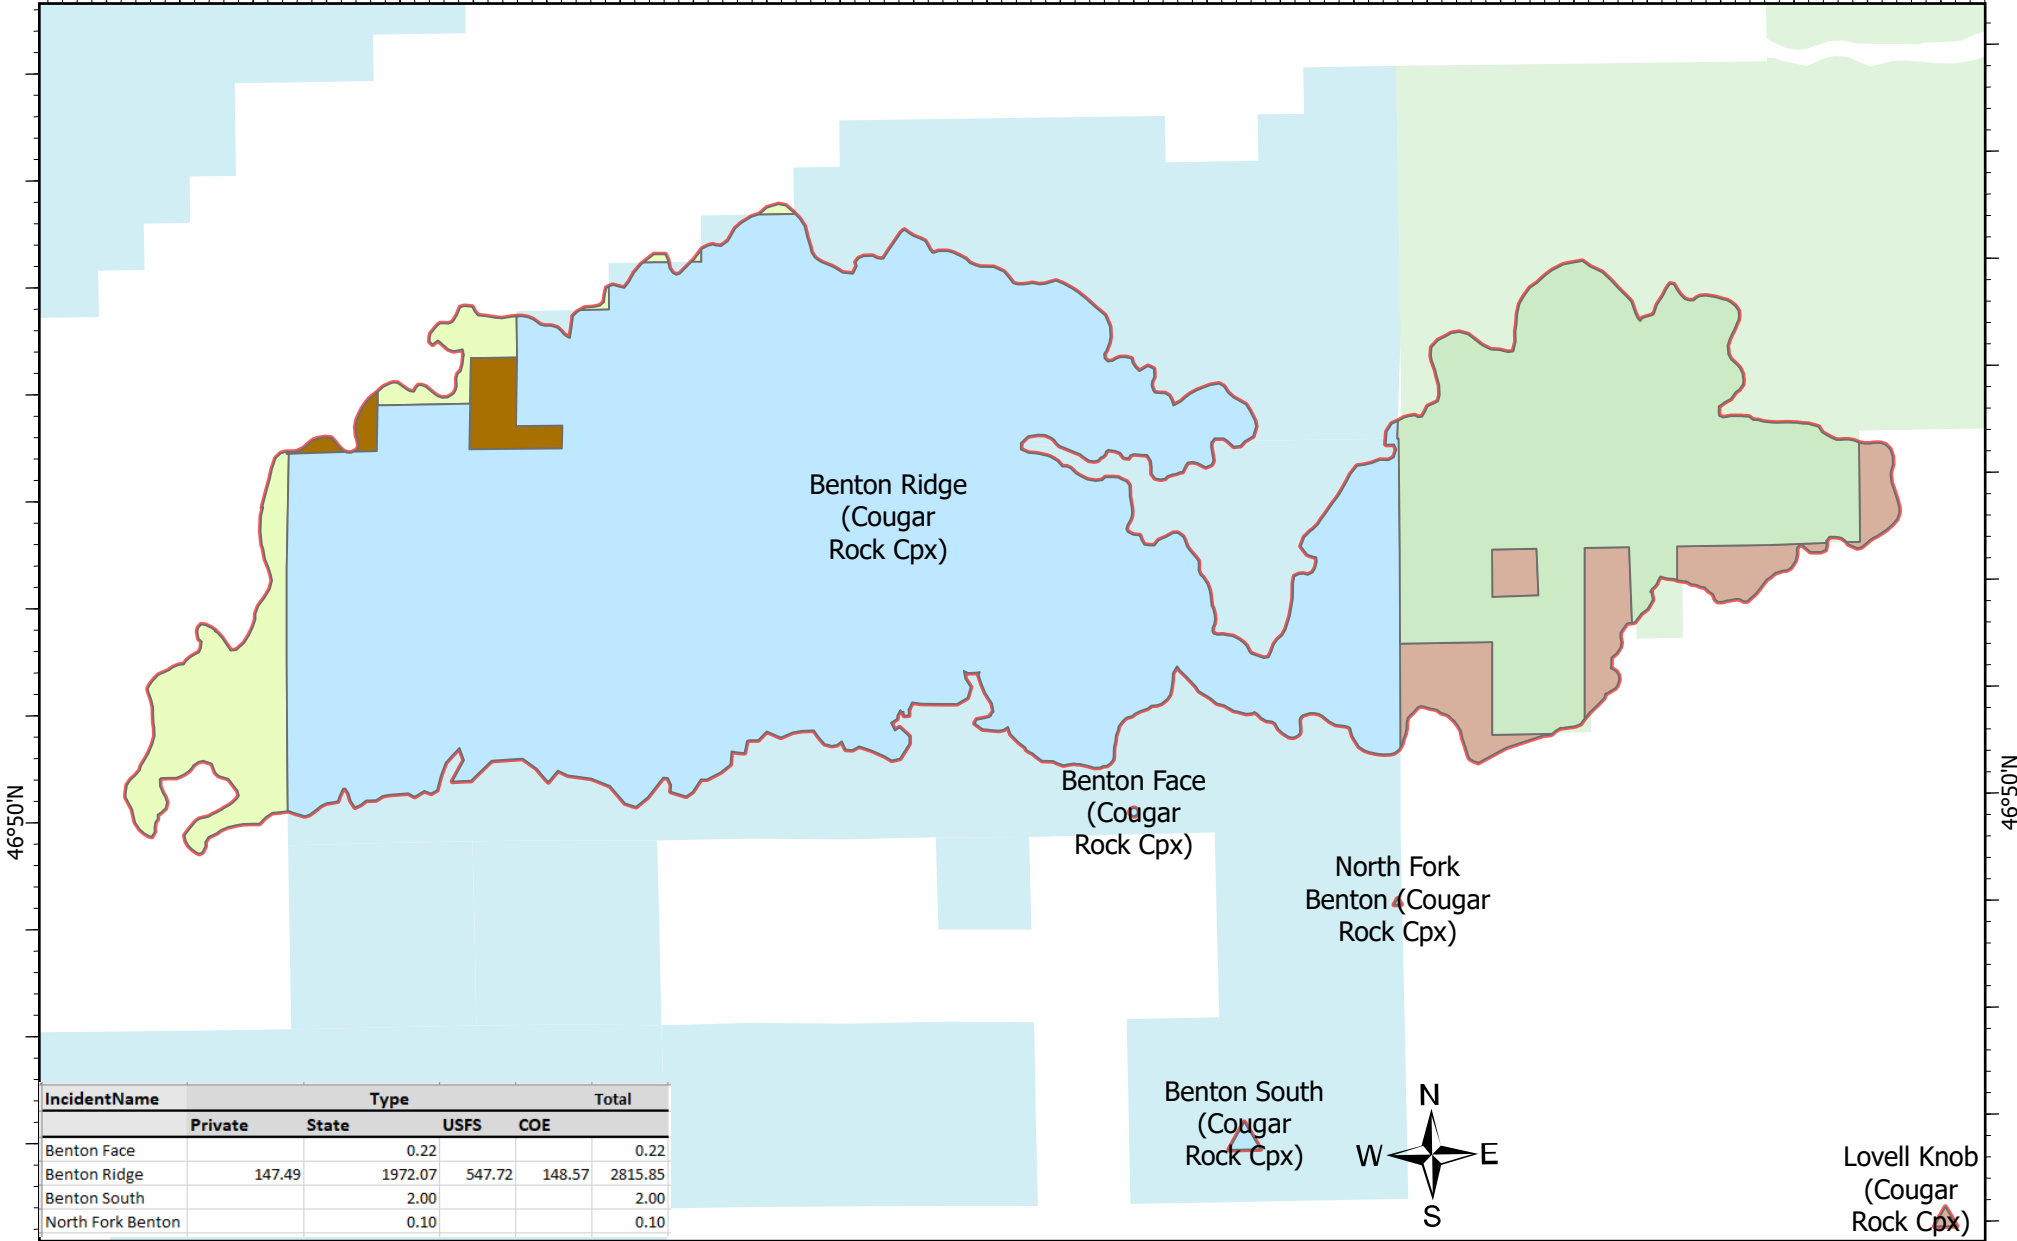 Benton Ridge
(Cougar
Rock Cpx)
46°50'N
46°50'N
Benton Face
(Cougar
Rock Cpx)
North Fork
Benton (Cougar
Rock Cpx)
Benton South
(Cougar
Rock Cpx)
N
W E
S
Lovell Knob
(Cougar
Rock Cpx)
IncidentName Type Total
Private State USFS COE
Benton Face 0.22 0.22
Benton Ridge 147.49 1972.07 547.72 148.57 2815.85
Benton South 2.00 2.00
North Fork Benton 0.10 0.10